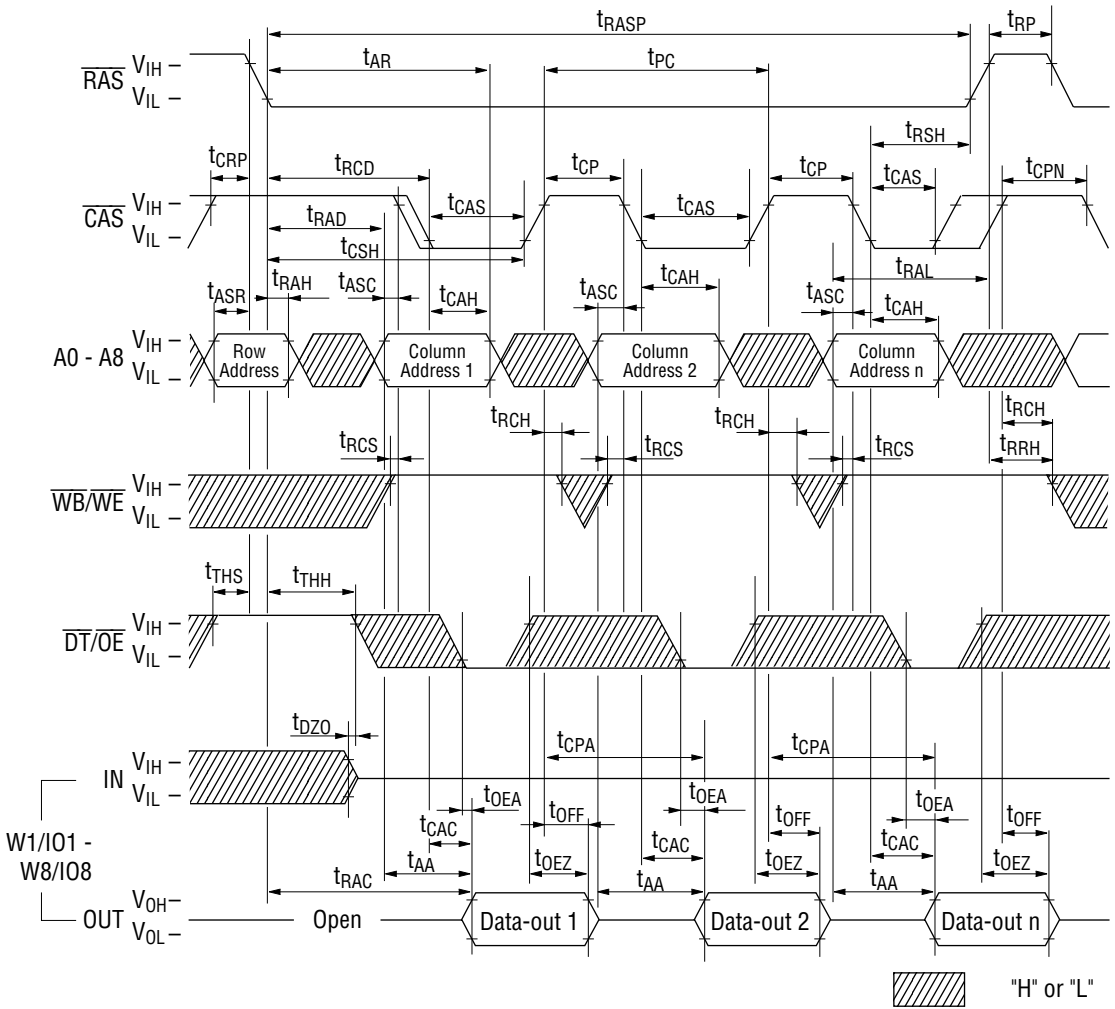 tRASP tRP
tAR tPC
RAS VIH
VIL
tRSH
tCRP tRCD tCP tCP tCAS tCPN
CAS VIH
VIL
tRAD tCAS tCAS
tCSH tRAL
tASR tRAH tASC tCAH tASC tCAH tASC tCAH
A0 - A8 VIH
VIL
Row Address
Column Address 1
Column Address 2
Column Address n
tRCH tRCH tRCH
tRCS tRCS tRCS tRRH
WB/WE VIH
VIL
tTHS tTHH
DT/OE VIH
VIL
tDZO tCPA tCPA
IN VIH
VIL
W1/IO1 -
W8/IO8
tOEA tOFF tOEA tOFF tOEA tOFF
tCAC tCAC tCAC
tAA tOEZ tAA tOEZ tAA tOEZ
tRAC
OUT VOH
VOL
Open Data-out 1 Data-out 2 Data-out n
"H" or "L"